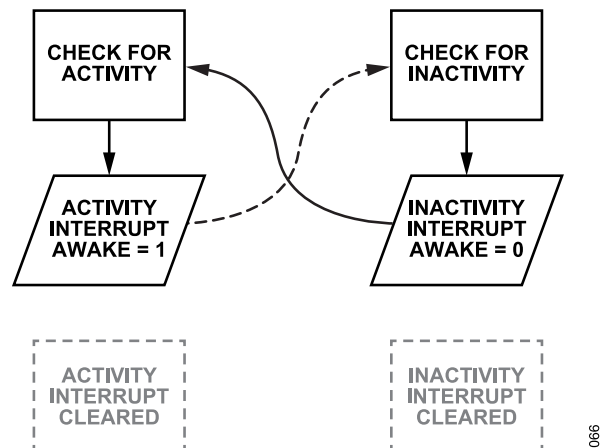 CHECK FOR
ACTIVITY
CHECK FOR
INACTIVITY
ACTIVITY
INTERRUPT
AWAKE = 1
INACTIVITY
INTERRUPT
AWAKE = 0
ACTIVITY
INTERRUPT
CLEARED
INACTIVITY
INTERRUPT
CLEARED
066